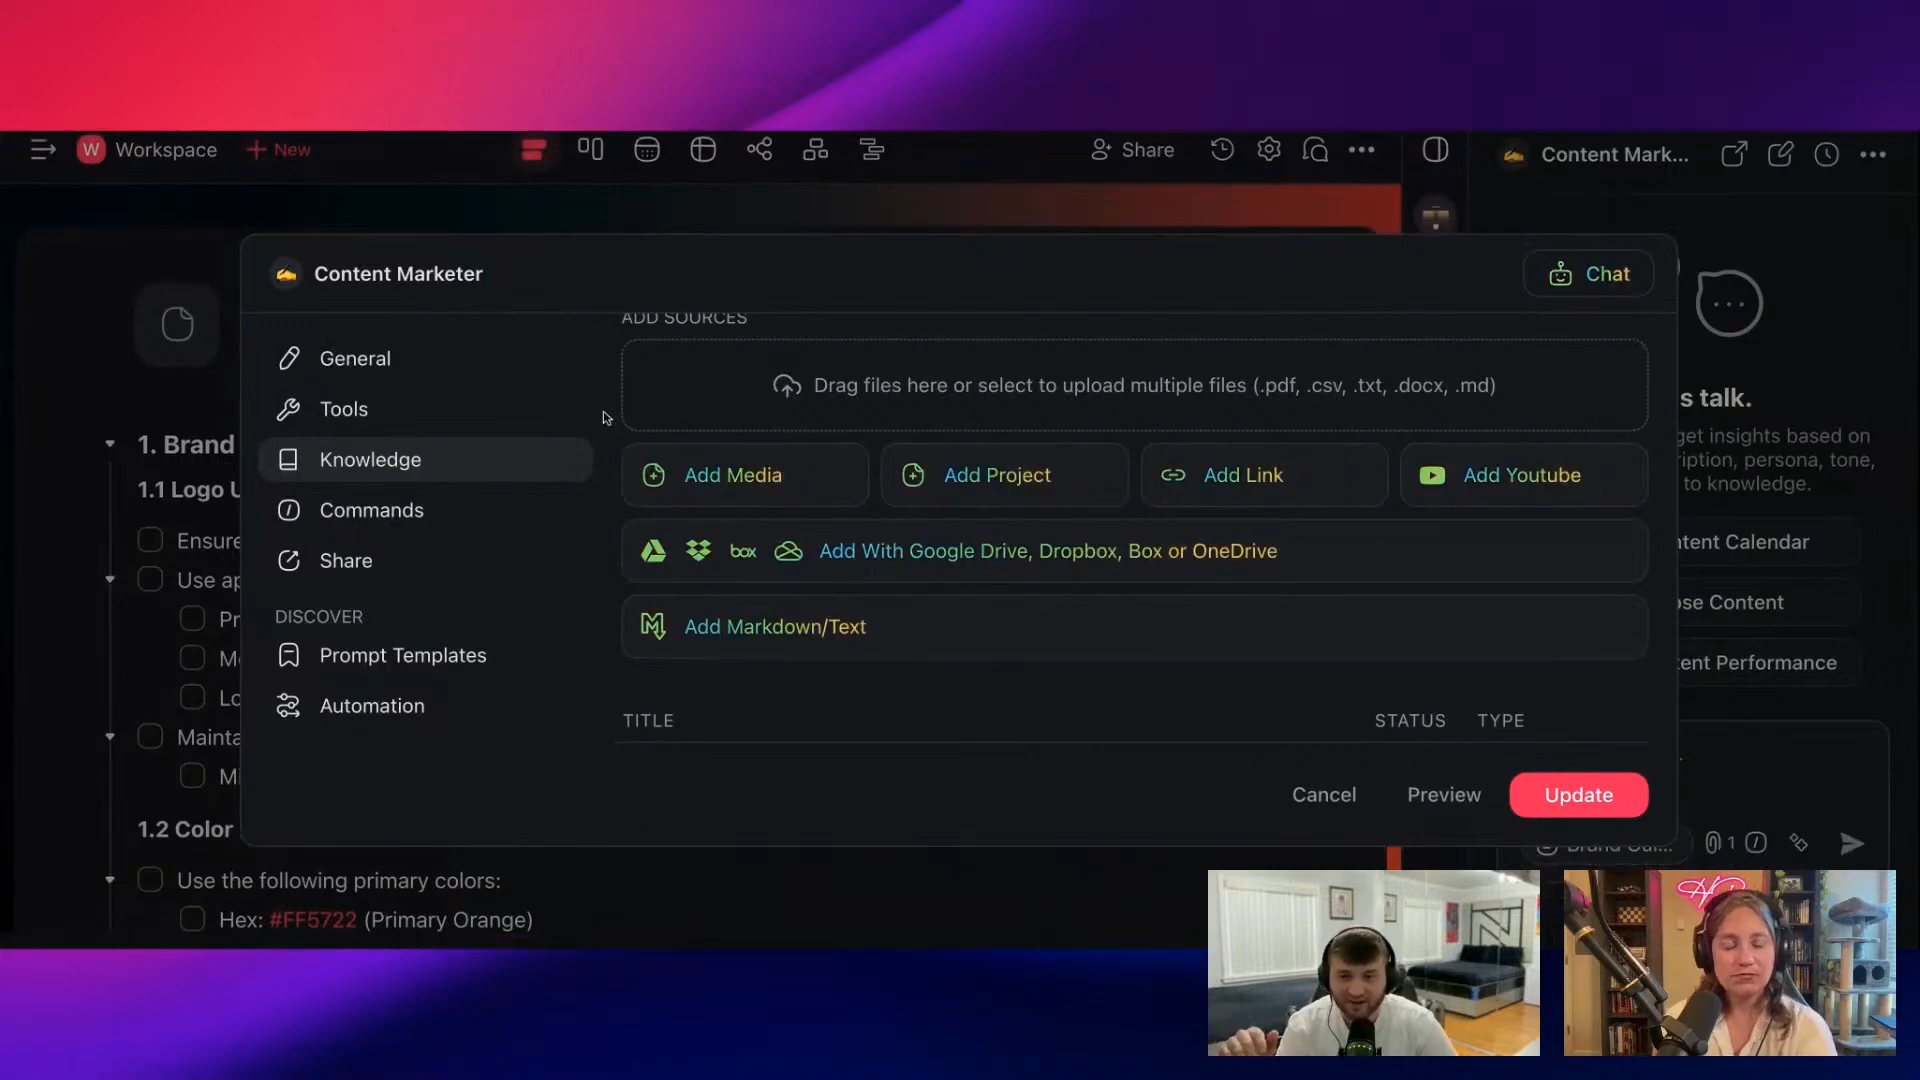 W Workspace + New
Share
Content Mark...
Content Marketer
Chat
General
Tools
Knowledge
Commands
Share
DISCOVER
Prompt Templates
Automation
ADD SOURCES
Drag files here or select to upload multiple files (.pdf, .csv, .txt, .docx, .md)
Add Media
Add Project
Add Link
Add Youtube
box Add With Google Drive, Dropbox, Box or OneDrive
Add Markdown/Text
TITLE STATUS TYPE
Cancel
Preview
Update
1. Brand
1.1 Logo U
Ensure
Use ap
Pr
Me
Lo
Mainta
Mi
1.2 Color
Use the following primary colors:
Hex: #FF5722 (Primary Orange)
s talk.
get insights based on
ription, persona, tone,
to knowledge.
ntent Calendar
ose Content
ent Performance
1